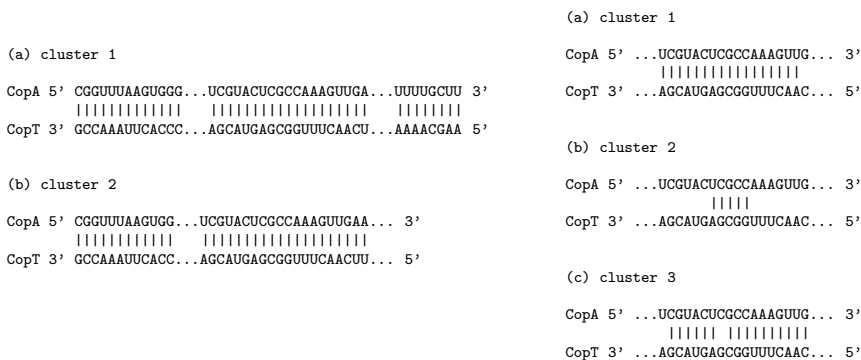 (a) cluster 1
CopA 5' CGGUUUAAGUGGG...UCGUACUCGCCAAAGUUGA...UUUUGCUU 3'
CopT 3' GCCAAAUUCACCC...AGCAUGAGCGGUUUCAACU...AAAACGAA 5'
(b) cluster 2
CopA 5' CGGUUUAAGUGG...UCGUACUCGCCAAAGUUGAA... 3'
CopT 3' GCCAAAUUCACC...AGCAUGAGCGGUUUCAACUU... 5'
(a) cluster 1
CopA 5' ...UCGUACUCGCCAAAGUUG... 3'
CopT 3' ...AGCAUGAGCGGUUUCAAC... 5'
(b) cluster 2
CopA 5' ...UCGUACUCGCCAAAGUUG... 3'
CopT 3' ...AGCAUGAGCGGUUUCAAC... 5'
(c) cluster 3
CopA 5' ...UCGUACUCGCCAAAGUUG... 3'
CopT 3' ...AGCAUGAGCGGUUUCAAC... 5'